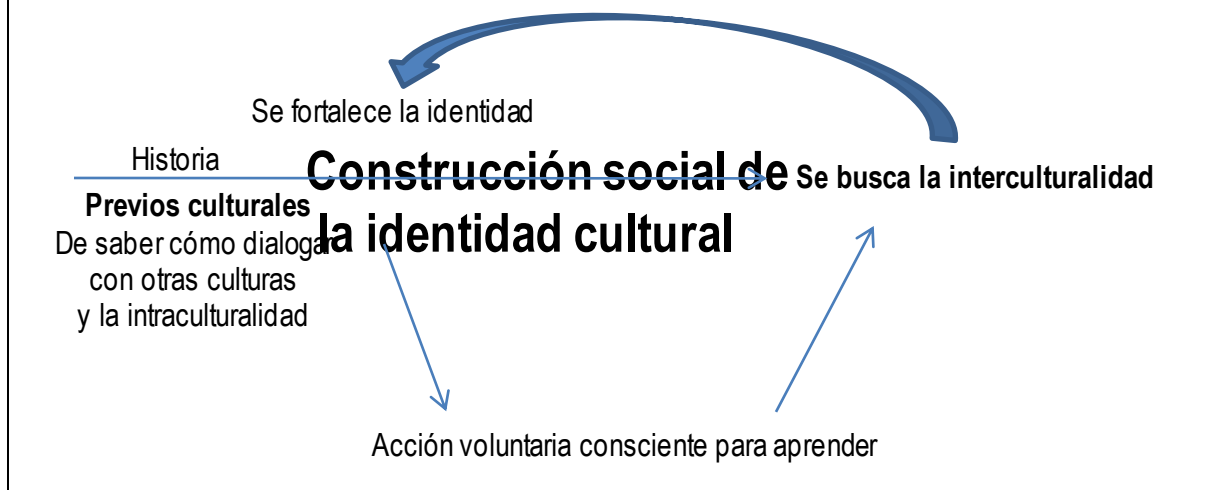 Se fortalece la identidad
Historia
Construcción social de
la identidad cultural
Se busca la interculturalidad
Previos culturales
De saber cómo dialogar
con otras culturas
y la intraculturalidad
Acción voluntaria consciente para aprender